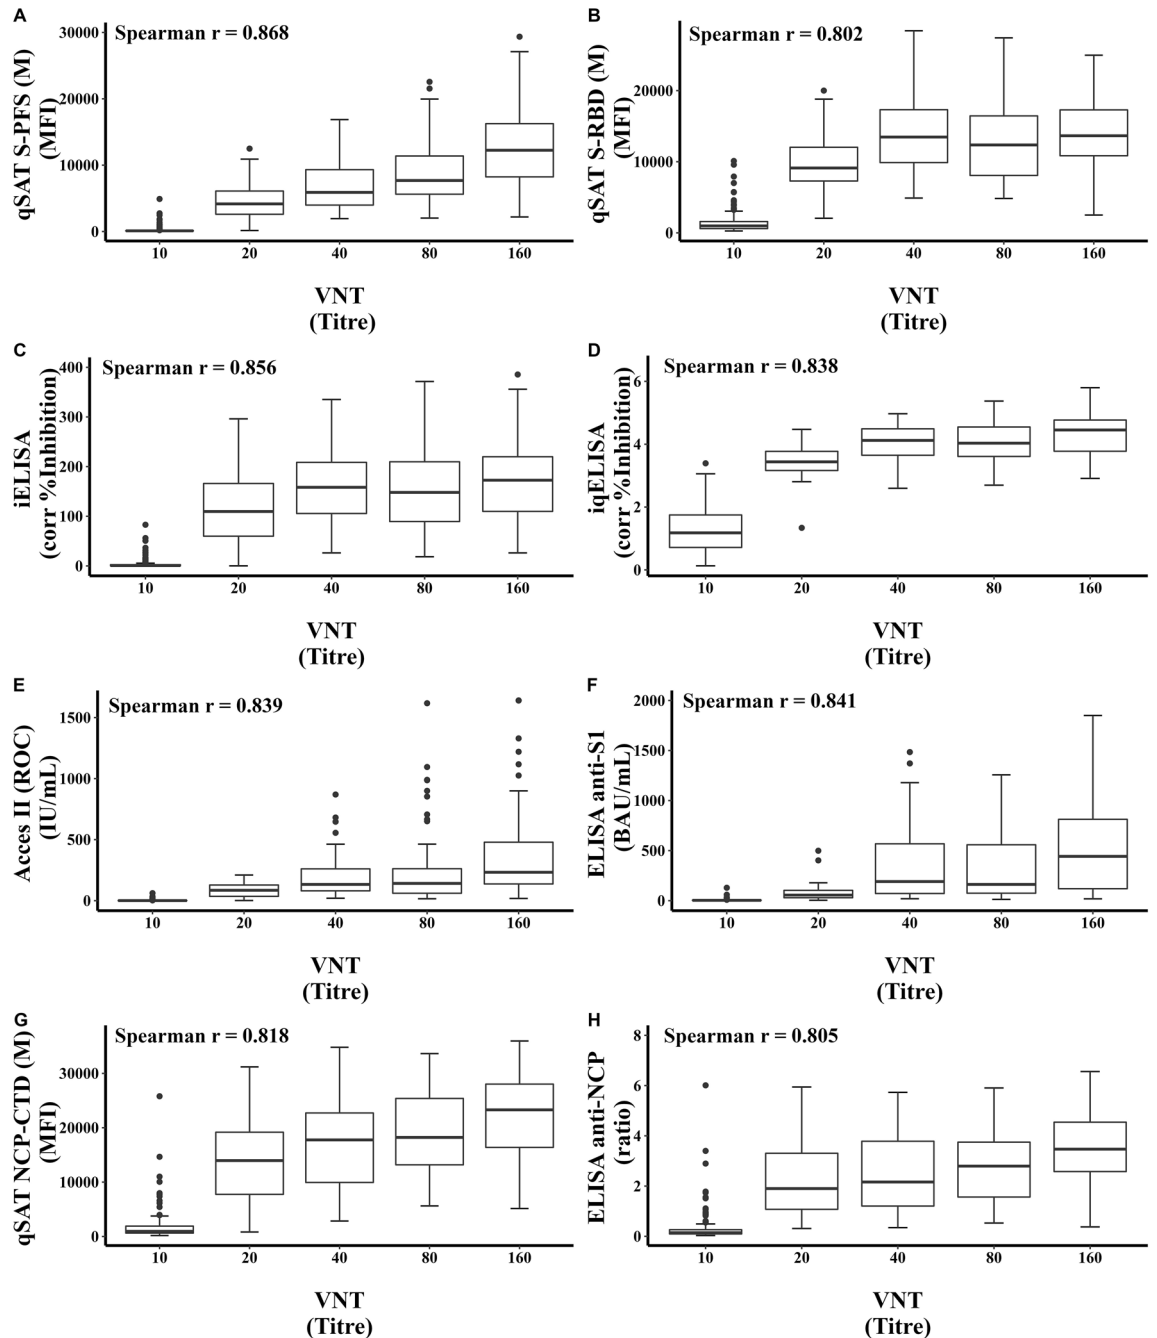 A
qSAT S-PFS (M)
(MFI)
Spearman r = 0.868
30000
20000
10000
0
10 20 40 80 160
VNT
(Titre)
B
qSAT S-RBD (M)
(MFI)
Spearman r = 0.802
20000
10000
0
10 20 40 80 160
VNT
(Titre)
C
iELISA
(corr %Inhibition)
Spearman r = 0.856
400
300
200
100
0
10 20 40 80 160
VNT
(Titre)
D
iqELISA
(corr %Inhibition)
Spearman r = 0.838
6
4
2
0
10 20 40 80 160
VNT
(Titre)
E
Acces II (ROC)
(IU/mL)
Spearman r = 0.839
1500
1000
500
0
10 20 40 80 160
VNT
(Titre)
F
ELISA anti-S1
(BAU/mL)
Spearman r = 0.841
2000
1500
1000
500
0
10 20 40 80 160
VNT
(Titre)
G
qSAT NCP-CTD (M)
(MFI)
Spearman r = 0.818
30000
20000
10000
0
10 20 40 80 160
VNT
(Titre)
H
ELISA anti-NCP
(ratio)
Spearman r = 0.805
8
6
4
2
0
10 20 40 80 160
VNT
(Titre)